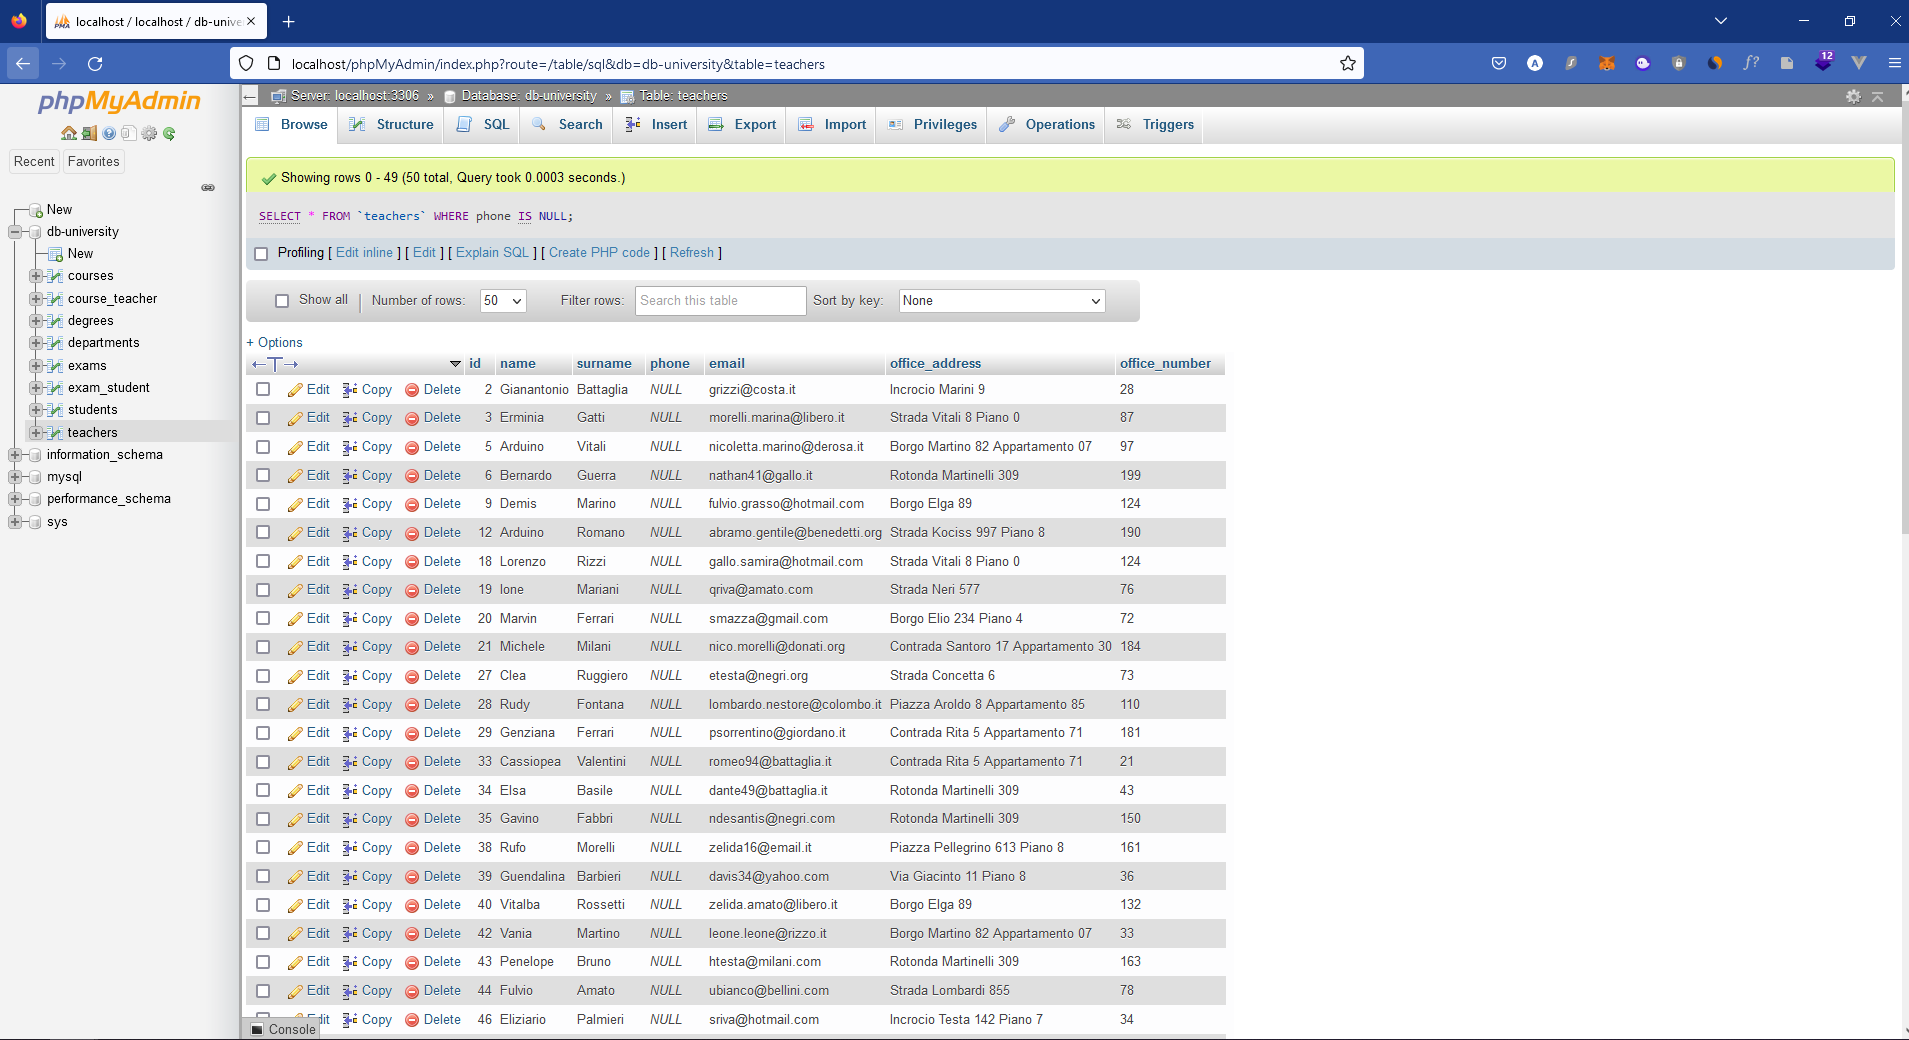 localhost / localhost / db-unive
localhost/phpMyAdmin/index.php?route=/table/sql&db=db-university&table=teachers
12
phpMyAdmin
Recent
Favorites
New
db-university
New
courses
course_teacher
degrees
departments
exams
exam_student
students
teachers
information_schema
mysql
performance_schema
sys
Server: localhost:3306 » Database: db-university » Table: teachers
Browse Structure SQL Search Insert Export Import Privileges Operations Triggers
Showing rows 0 - 49 (50 total, Query took 0.0003 seconds.)
SELECT * FROM `teachers` WHERE phone IS NULL;
Profiling [ Edit inline ] [ Edit ] [ Explain SQL ] [ Create PHP code ] [ Refresh ]
Show all | Number of rows: 50 Filter rows: Search this table Sort by key: None
+ Options
id name surname phone email office_address office_number
Edit Copy Delete 2 Gianantonio Battaglia NULL grizzi@costa.it Incrocio Marini 9 28
Edit Copy Delete 3 Erminia Gatti NULL morelli.marina@libero.it Strada Vitali 8 Piano 0 87
Edit Copy Delete 5 Arduino Vitali NULL nicoletta.marino@derosa.it Borgo Martino 82 Appartamento 07 97
Edit Copy Delete 6 Bernardo Guerra NULL nathan41@gallo.it Rotonda Martinelli 309 199
Edit Copy Delete 9 Demis Marino NULL fulvio.grasso@hotmail.com Borgo Elga 89 124
Edit Copy Delete 12 Arduino Romano NULL abramo.gentile@benedetti.org Strada Kociss 997 Piano 8 190
Edit Copy Delete 18 Lorenzo Rizzi NULL gallo.samira@hotmail.com Strada Vitali 8 Piano 0 124
Edit Copy Delete 19 Ione Mariani NULL qriva@amato.com Strada Neri 577 76
Edit Copy Delete 20 Marvin Ferrari NULL smazza@gmail.com Borgo Elio 234 Piano 4 72
Edit Copy Delete 21 Michele Milani NULL nico.morelli@donati.org Contrada Santoro 17 Appartamento 30 184
Edit Copy Delete 27 Clea Ruggiero NULL etesta@negri.org Strada Concetta 6 73
Edit Copy Delete 28 Rudy Fontana NULL lombardo.nestore@colombo.it Piazza Aroldo 8 Appartamento 85 110
Edit Copy Delete 29 Genziana Ferrari NULL psorrentino@giordano.it Contrada Rita 5 Appartamento 71 181
Edit Copy Delete 33 Cassiopea Valentini NULL romeo94@battaglia.it Contrada Rita 5 Appartamento 71 21
Edit Copy Delete 34 Elsa Basile NULL dante49@battaglia.it Rotonda Martinelli 309 43
Edit Copy Delete 35 Gavino Fabbri NULL ndesantis@negri.com Rotonda Martinelli 309 150
Edit Copy Delete 38 Rufo Morelli NULL zelida16@email.it Piazza Pellegrino 613 Piano 8 161
Edit Copy Delete 39 Guendalina Barbieri NULL davis34@yahoo.com Via Giacinto 11 Piano 8 36
Edit Copy Delete 40 Vitalba Rossetti NULL zelida.amato@libero.it Borgo Elga 89 132
Edit Copy Delete 42 Vania Martino NULL leone.leone@rizzo.it Borgo Martino 82 Appartamento 07 33
Edit Copy Delete 43 Penelope Bruno NULL htesta@milani.com Rotonda Martinelli 309 163
Edit Copy Delete 44 Fulvio Amato NULL ubianco@bellini.com Strada Lombardi 855 78
Edit Copy Delete 46 Eliziario Palmieri NULL sriva@hotmail.com Incrocio Testa 142 Piano 7 34
Console